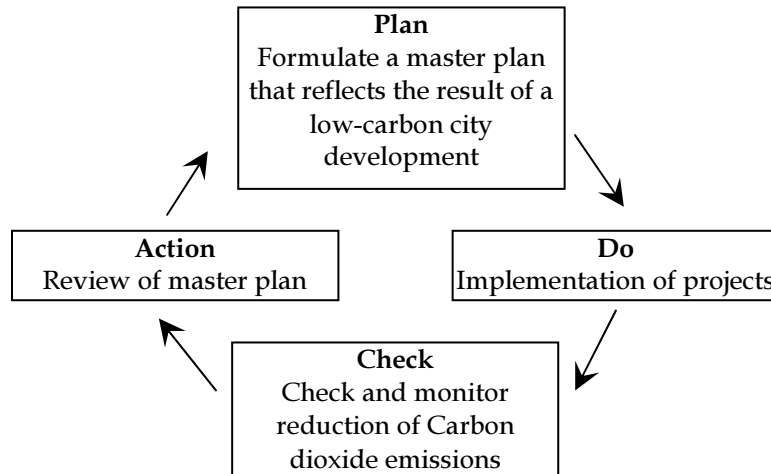 Plan
Formulate a master plan
that reflects the result of a
low-carbon city
development
Action
Review of master plan
Do
Implementation of projects
Check
Check and monitor
reduction of Carbon
dioxide emissions